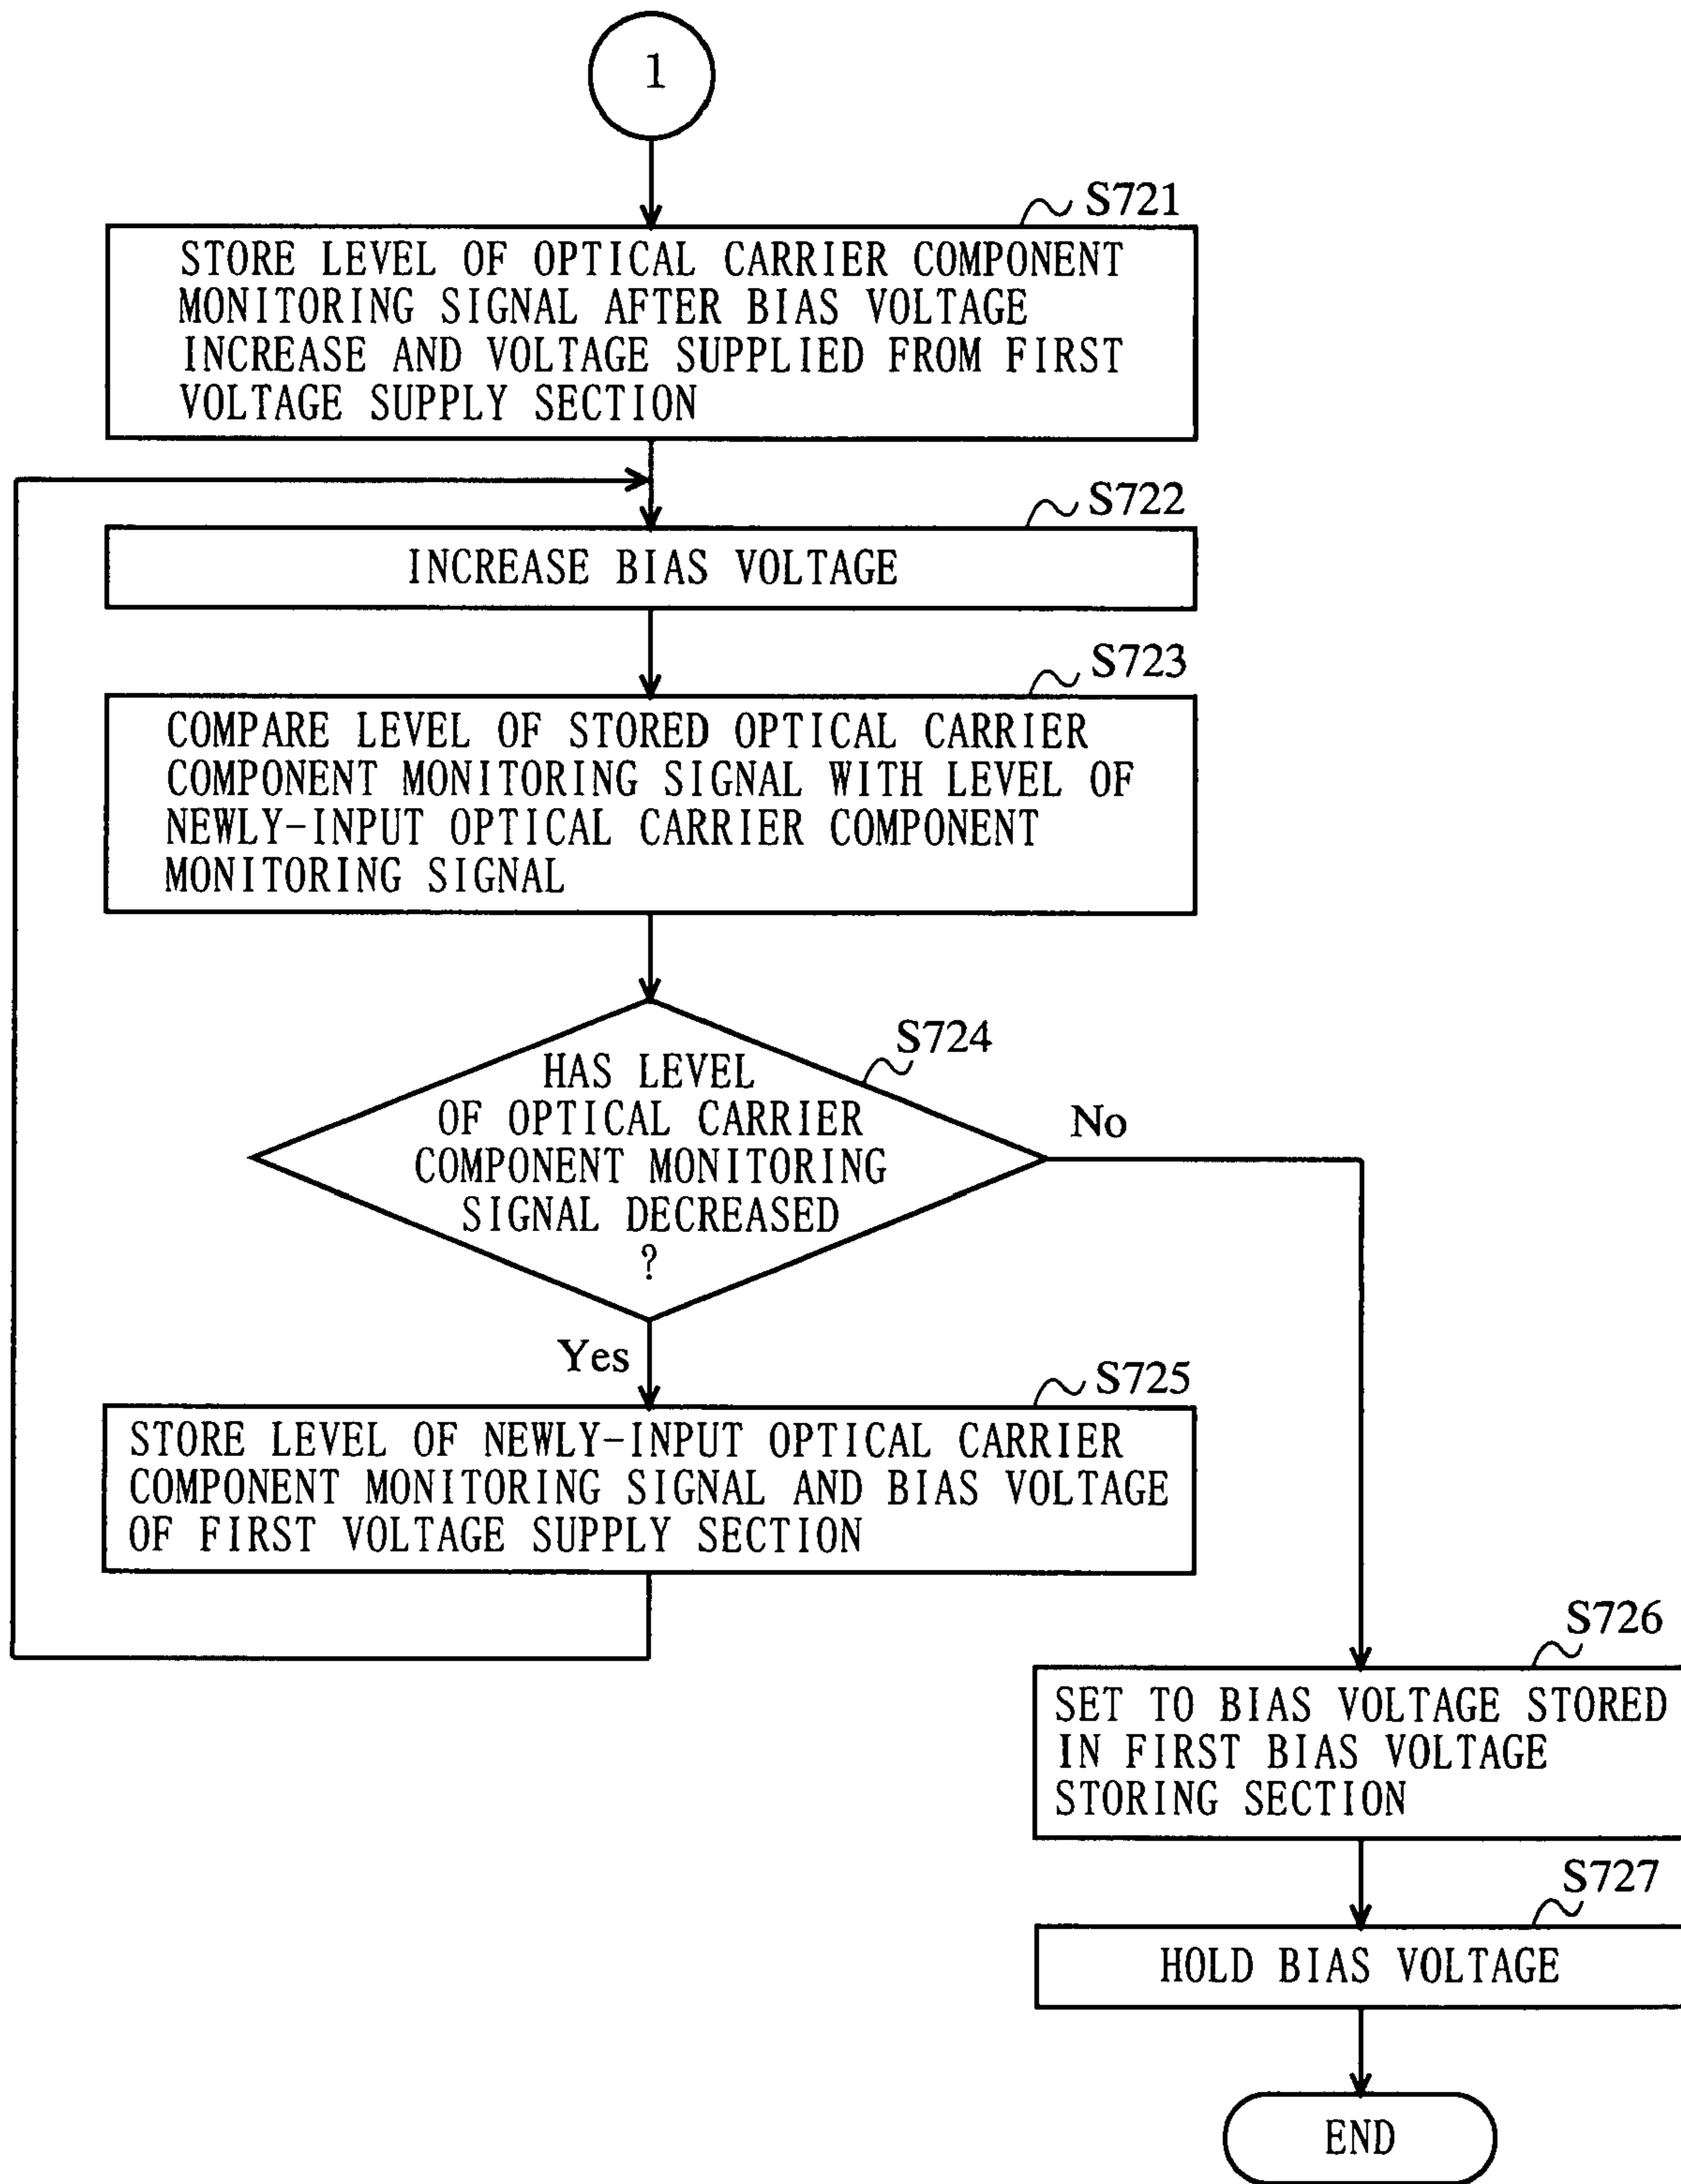 1
S721
STORE LEVEL OF OPTICAL CARRIER COMPONENT
MONITORING SIGNAL AFTER BIAS VOLTAGE
INCREASE AND VOLTAGE SUPPLIED FROM FIRST
VOLTAGE SUPPLY SECTION
S722
INCREASE BIAS VOLTAGE
S723
COMPARE LEVEL OF STORED OPTICAL CARRIER
COMPONENT MONITORING SIGNAL WITH LEVEL OF
NEWLY-INPUT OPTICAL CARRIER COMPONENT
MONITORING SIGNAL
S724
HAS LEVEL
OF OPTICAL CARRIER
COMPONENT MONITORING
SIGNAL DECREASED
?
No
Yes
S725
STORE LEVEL OF NEWLY-INPUT OPTICAL CARRIER
COMPONENT MONITORING SIGNAL AND BIAS VOLTAGE
OF FIRST VOLTAGE SUPPLY SECTION
S726
SET TO BIAS VOLTAGE STORED
IN FIRST BIAS VOLTAGE
STORING SECTION
S727
HOLD BIAS VOLTAGE
END